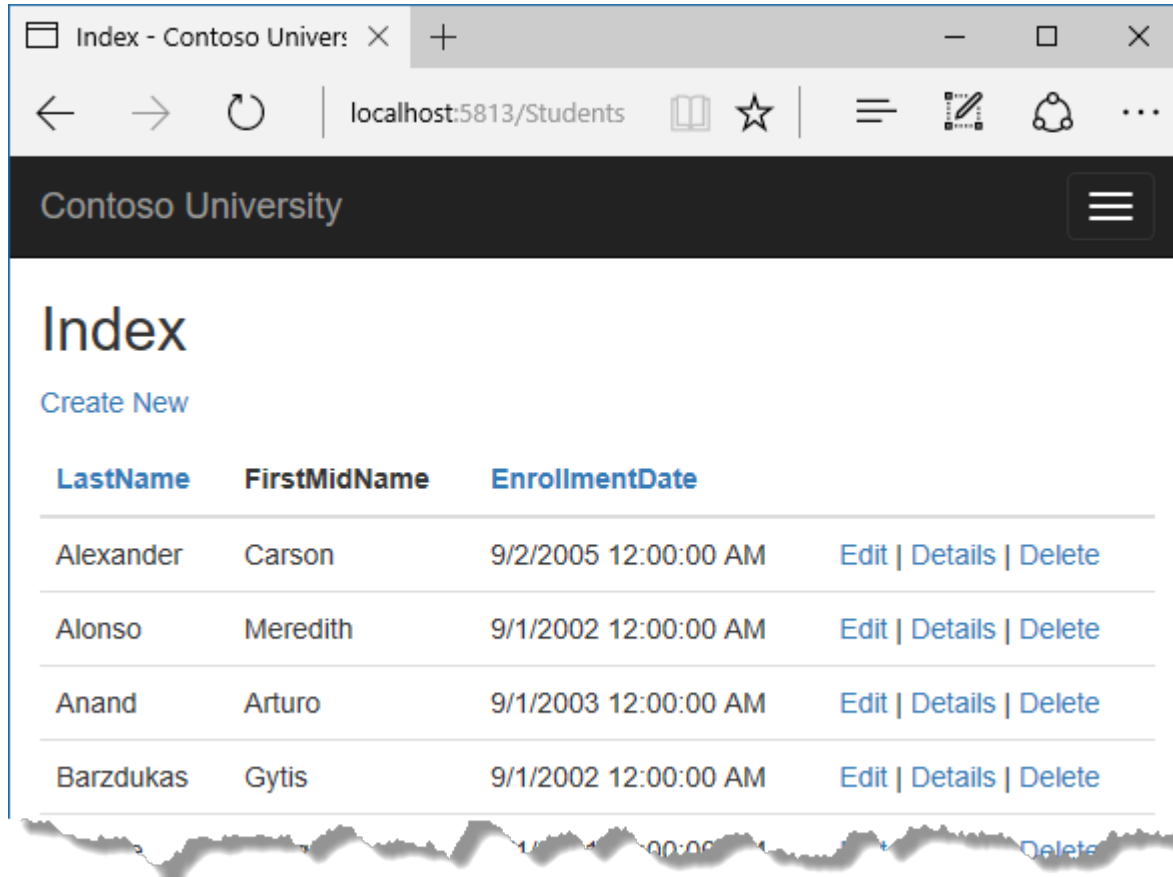 Index - Contoso Univers
localhost:5813/Students
Contoso University
Index
Create New
LastName FirstMidName EnrollmentDate
Alexander Carson 9/2/2005 12:00:00 AM Edit | Details | Delete
Alonso Meredith 9/1/2002 12:00:00 AM Edit | Details | Delete
Anand Arturo 9/1/2003 12:00:00 AM Edit | Details | Delete
Barzdukas Gytis 9/1/2002 12:00:00 AM Edit | Details | Delete
Delete